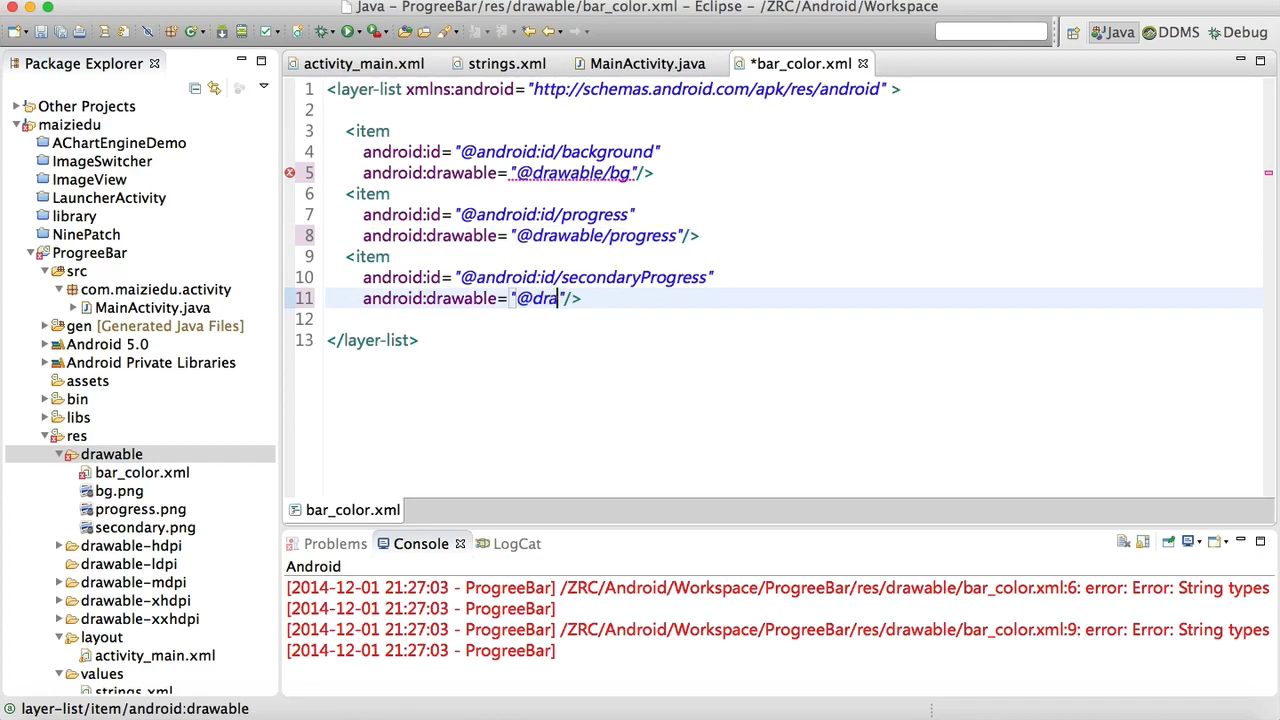 Java - ProgreeBar/res/drawable/bar_color.xml - Eclipse - /ZRC/Android/Workspace
Java
DDMS
Debug
Package Explorer
activity_main.xml
strings.xml
MainActivity.java
*bar_color.xml
Other Projects
maiziedu
AChartEngineDemo
ImageSwitcher
ImageView
LauncherActivity
library
NinePatch
ProgreeBar
src
com.maiziedu.activity
MainActivity.java
gen [Generated Java Files]
Android 5.0
Android Private Libraries
assets
bin
libs
res
drawable
bar_color.xml
bg.png
progress.png
secondary.png
drawable-hdpi
drawable-ldpi
drawable-mdpi
drawable-xhdpi
drawable-xxhdpi
layout
activity_main.xml
values
strings.xml
1 <layer-list xmlns:android="http://schemas.android.com/apk/res/android" >
2
3 <item
4 android:id="@android:id/background"
5 android:drawable="@drawable/bg"/>
6 <item
7 android:id="@android:id/progress"
8 android:drawable="@drawable/progress"/>
9 <item
10 android:id="@android:id/secondaryProgress"
11 android:drawable="@dra"/>
12
13 </layer-list>
bar_color.xml
Problems
Console
LogCat
Android
[2014-12-01 21:27:03 - ProgreeBar] /ZRC/Android/Workspace/ProgreeBar/res/drawable/bar_color.xml:6: error: Error: String types
[2014-12-01 21:27:03 - ProgreeBar]
[2014-12-01 21:27:03 - ProgreeBar] /ZRC/Android/Workspace/ProgreeBar/res/drawable/bar_color.xml:9: error: Error: String types
[2014-12-01 21:27:03 - ProgreeBar]
layer-list/item/android:drawable